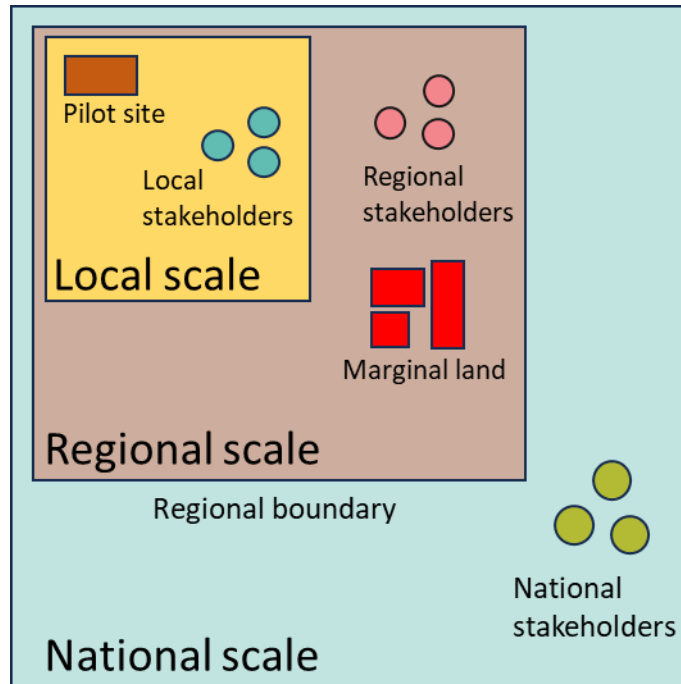 Pilot site
Local
stakeholders
Local scale
Regional
stakeholders
Marginal land
Regional scale
Regional boundary
National
stakeholders
National scale